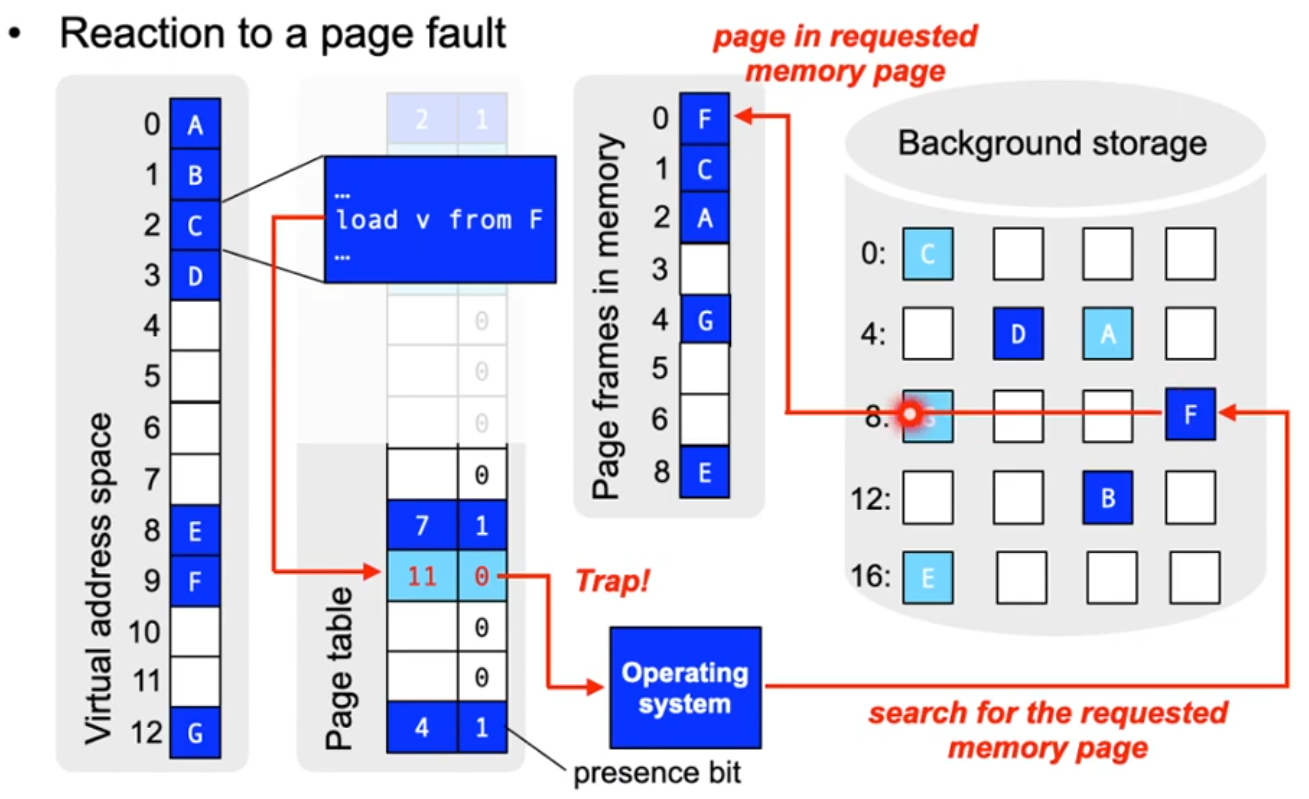 • Reaction to a page fault
page in requested
memory page
Virtual address space
0 A
1 B
2 C
3 D
4
5
6
7
8 E
9 F
10
11
12 G
Page table
2 1
…
load v from F
…
0
0
0
0
7 1
11 0
0
0
4 1
presence bit
Trap!
Operating
system
Page frames in memory
0 F
1 C
2 A
3
4 G
5
6
8 E
Background storage
0: C
4: D A
8: F
12: B
16: E
search for the requested
memory page